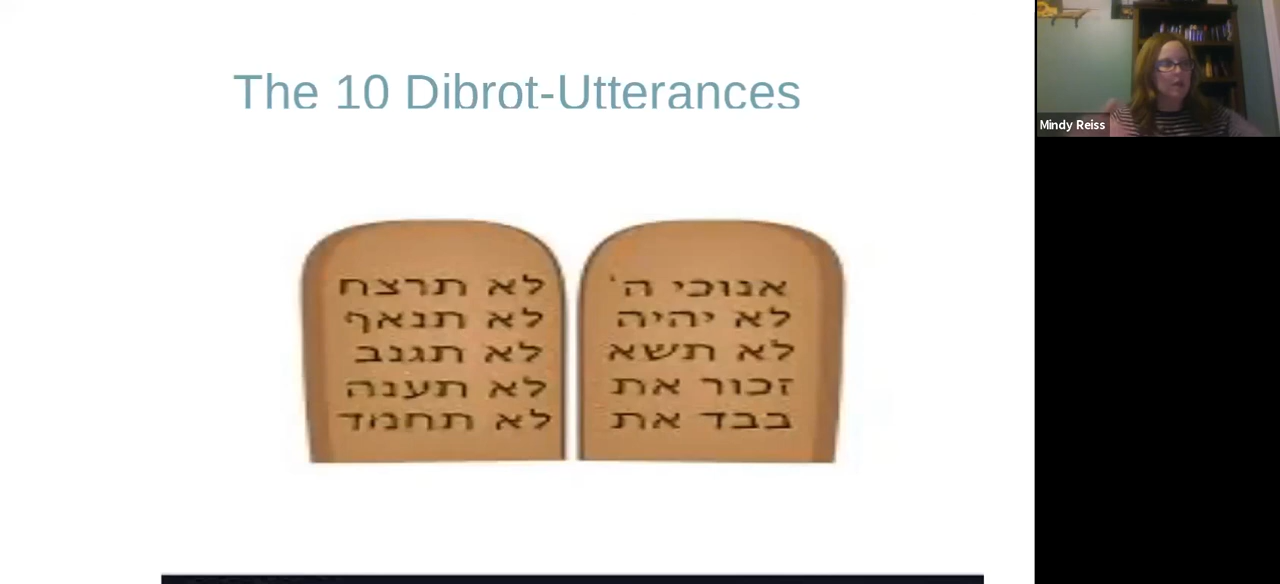 The 10 Dibrot-Utterances
אנוכי ה'
לא יהיה
לא תשא
זכור את
כבד את
לא תרצח
לא תנאף
לא תגנב
לא תענה
לא תחמד
Mindy Reiss